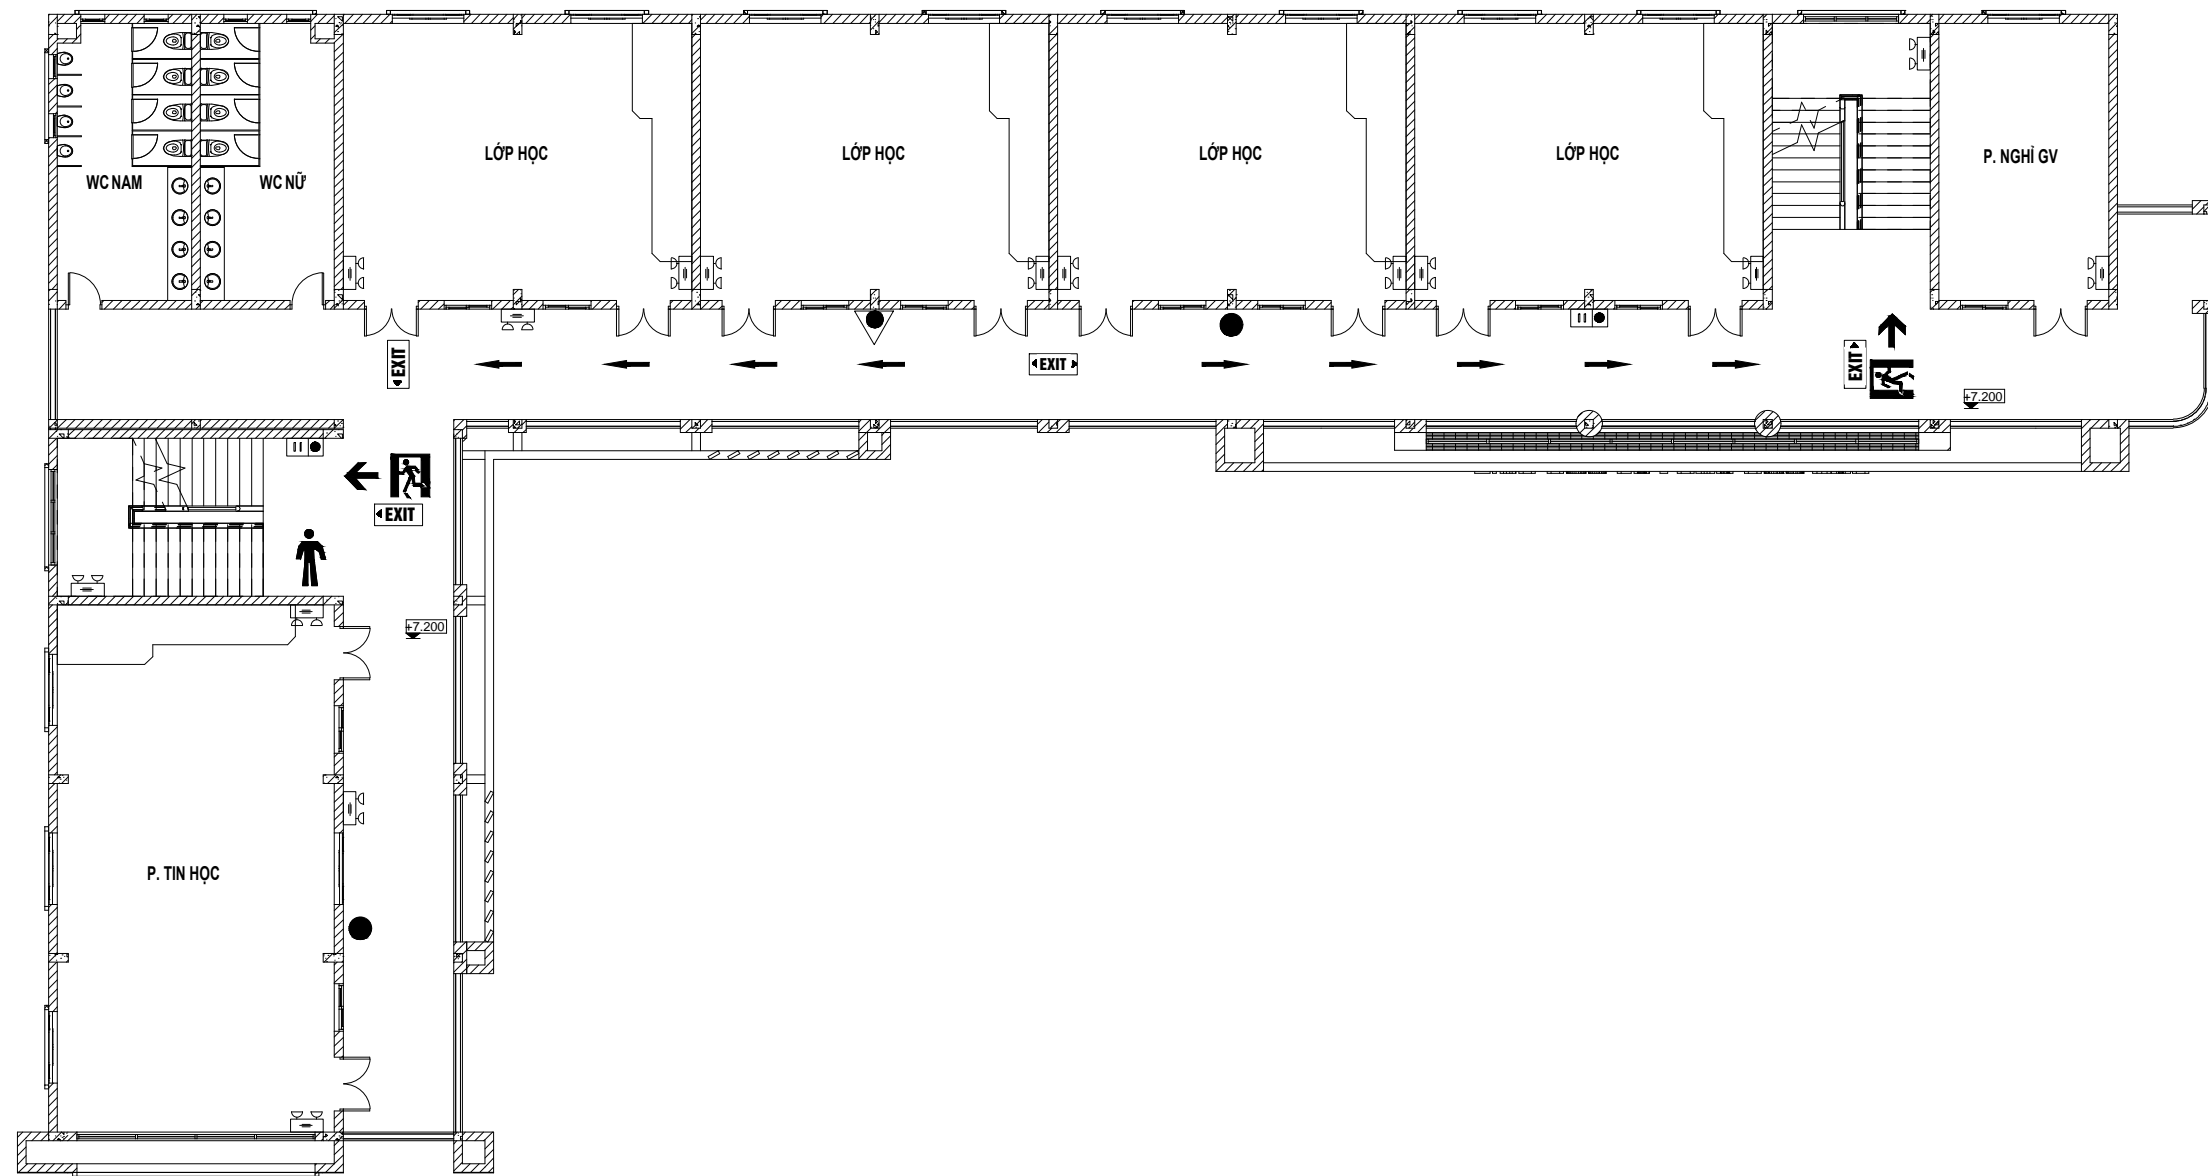 LỚP HỌC
LỚP HỌC
LỚP HỌC
LỚP HỌC
P. NGHỈ GV
WC NAM
WC NỮ
EXIT
EXIT
EXIT
+7.200
EXIT
+7.200
P. TIN HỌC